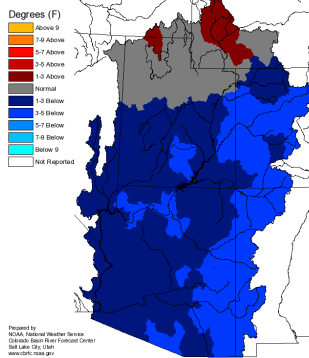 Degrees (F)
Above 9
7-9 Above
5-7 Above
3-5 Above
1-3 Above
Normal
1-3 Below
3-5 Below
5-7 Below
7-9 Below
Below 9
Not Reported
Prepared by
NOAA, National Weather Service
Colorado Basin River Forecast Center
Salt Lake City, Utah
www.cbrfc.noaa.gov